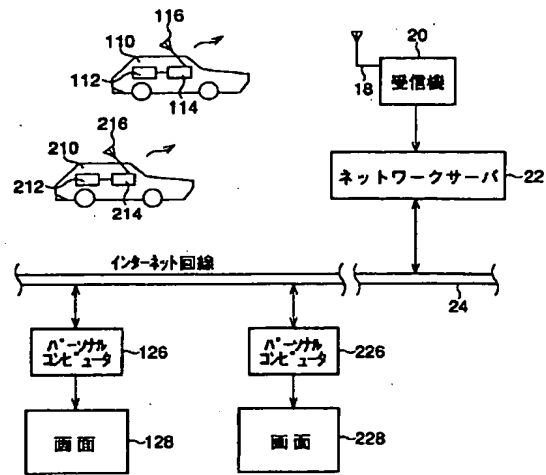 116
110
112
114
20
18
受信機
216
210
212
214
ネットワークサーバ
22
インターネット回線
24
パーソナル
コンピュータ
126
パーソナル
コンピュータ
226
画面
128
画面
228